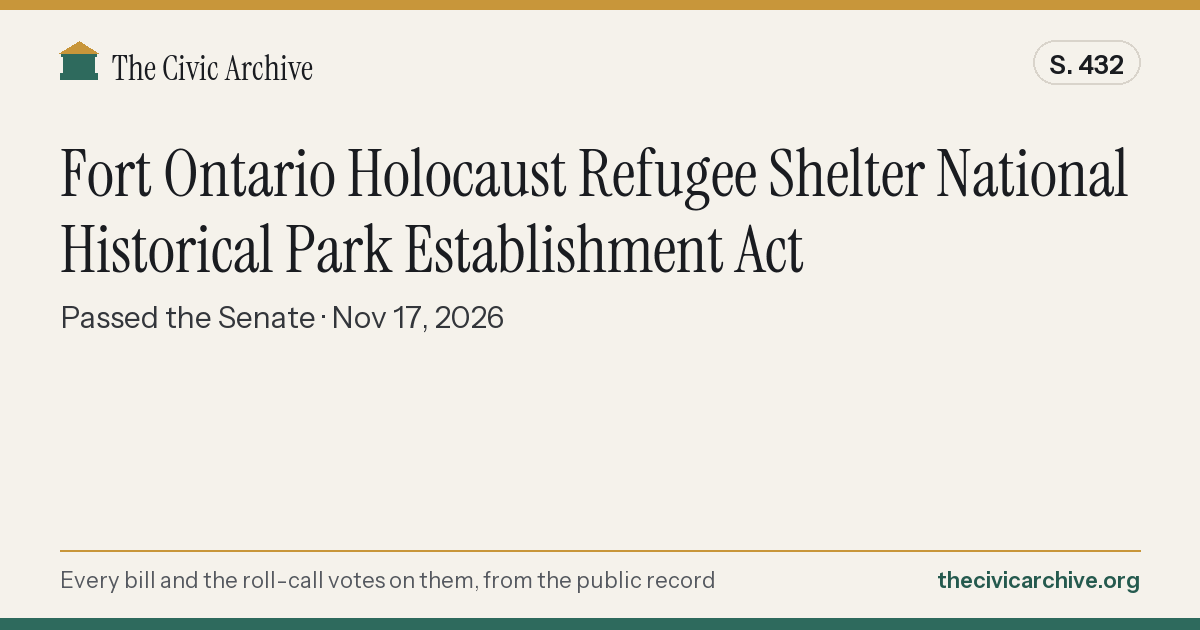 The Civic Archive
S. 432
Fort Ontario Holocaust Refugee Shelter National
Historical Park Establishment Act
Passed the Senate · Nov 17, 2026
Every bill and the roll-call votes on them, from the public record
thecivicarchive.org